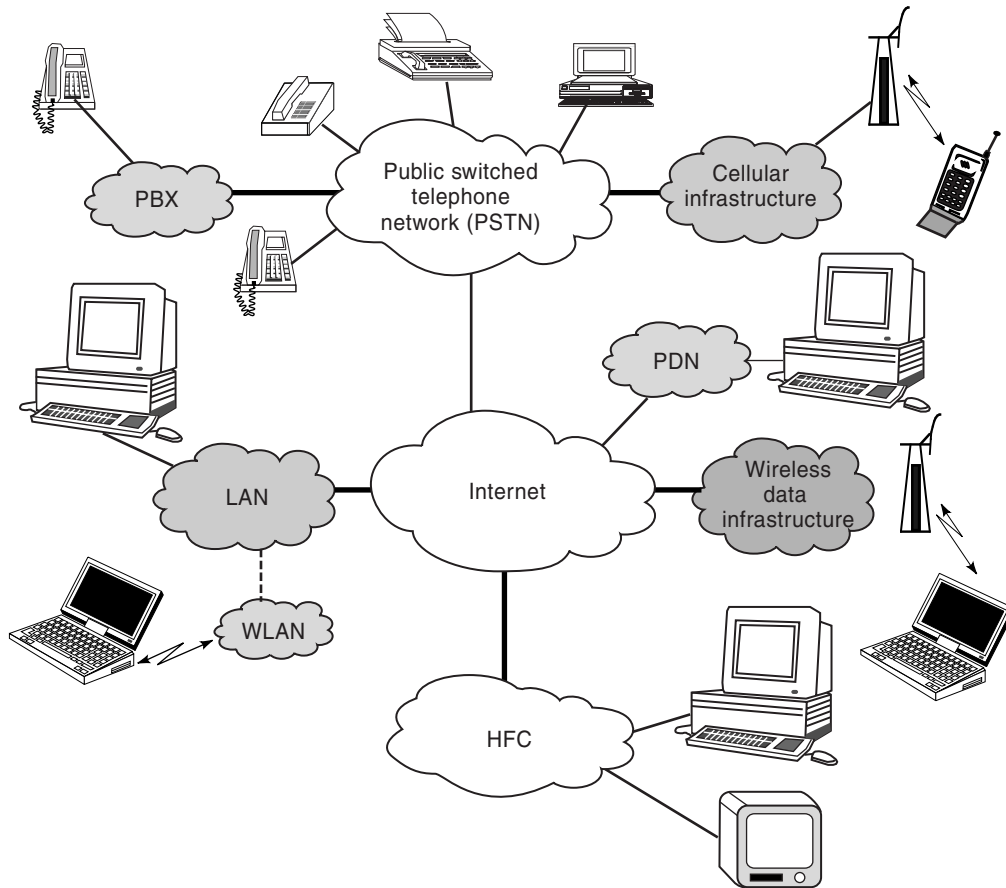 Public switched
telephone
network (PSTN)
Cellular
infrastructure
PBX
PDN
Wireless
data
infrastructure
LAN
Internet
WLAN
HFC